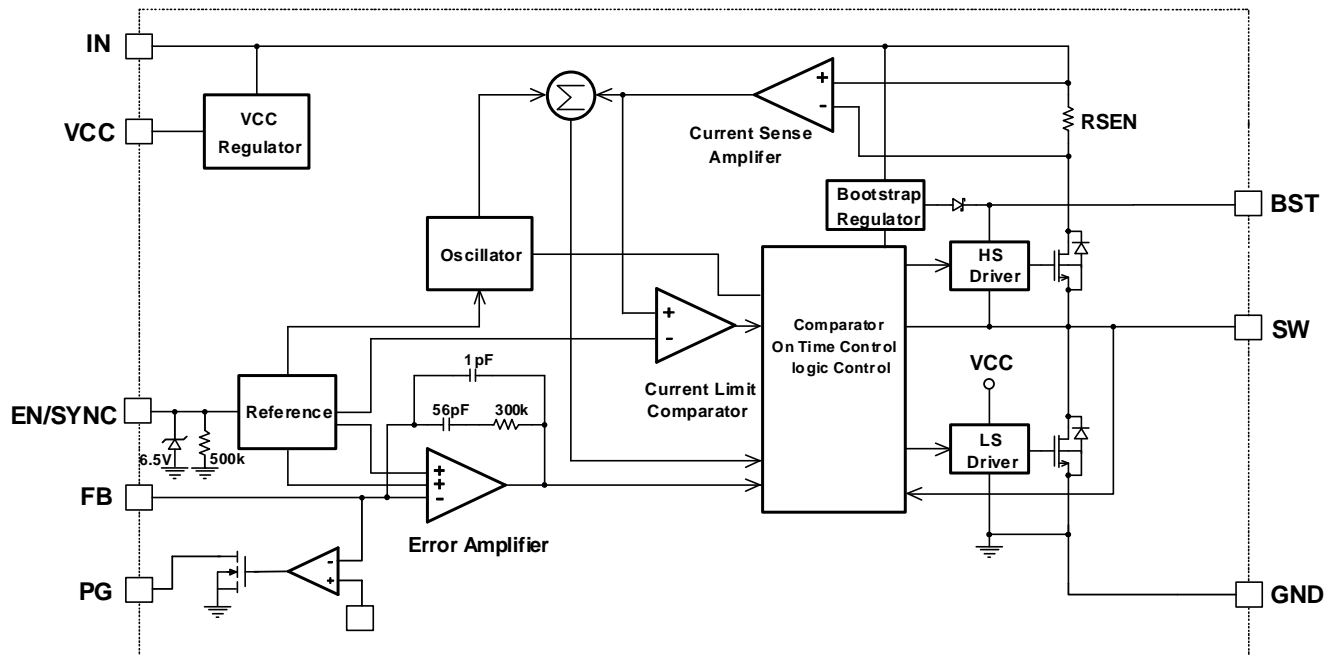 IN
VCC
VCC
Regulator
Σ
+
-
Current Sense
Amplifer
RSEN
Bootstrap
Regulator
BST
Oscillator
HS
Driver
+
-
Comparator
On Time Control
logic Control
SW
1pF
Current Limit
Comparator
VCC
EN/SYNC
Reference
56pF
300k
6.5V
500k
LS
Driver
+
+
-
FB
Error Amplifier
-
+
PG
GND